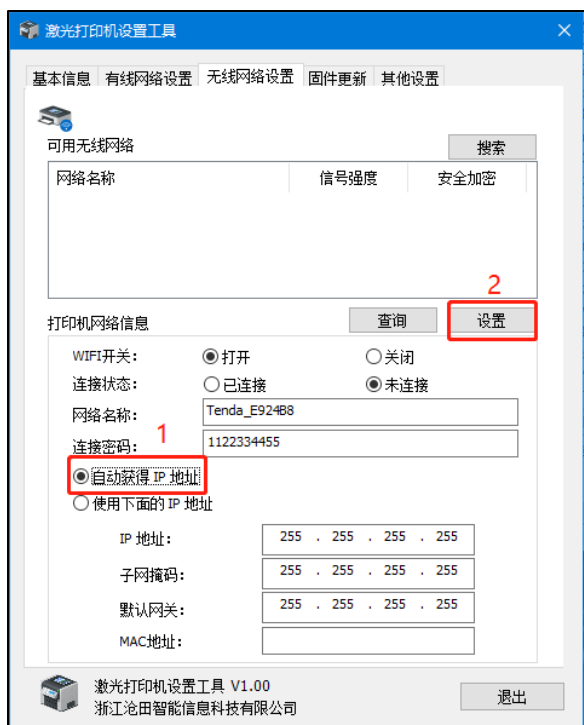 激光打印机设置工具
基本信息 有线网络设置 无线网络设置 固件更新 其他设置
可用无线网络 搜索
网络名称 信号强度 安全加密
2
打印机网络信息 查询 设置
WIFI开关： 打开 关闭
连接状态： 已连接 未连接
网络名称： Tenda_E924B8
连接密码： 1122334455
1
自动获得 IP 地址
使用下面的 IP 地址
IP 地址： 255 . 255 . 255 . 255
子网掩码： 255 . 255 . 255 . 255
默认网关： 255 . 255 . 255 . 255
MAC地址：
激光打印机设置工具 V1.00
浙江沧田智能信息科技有限公司
退出